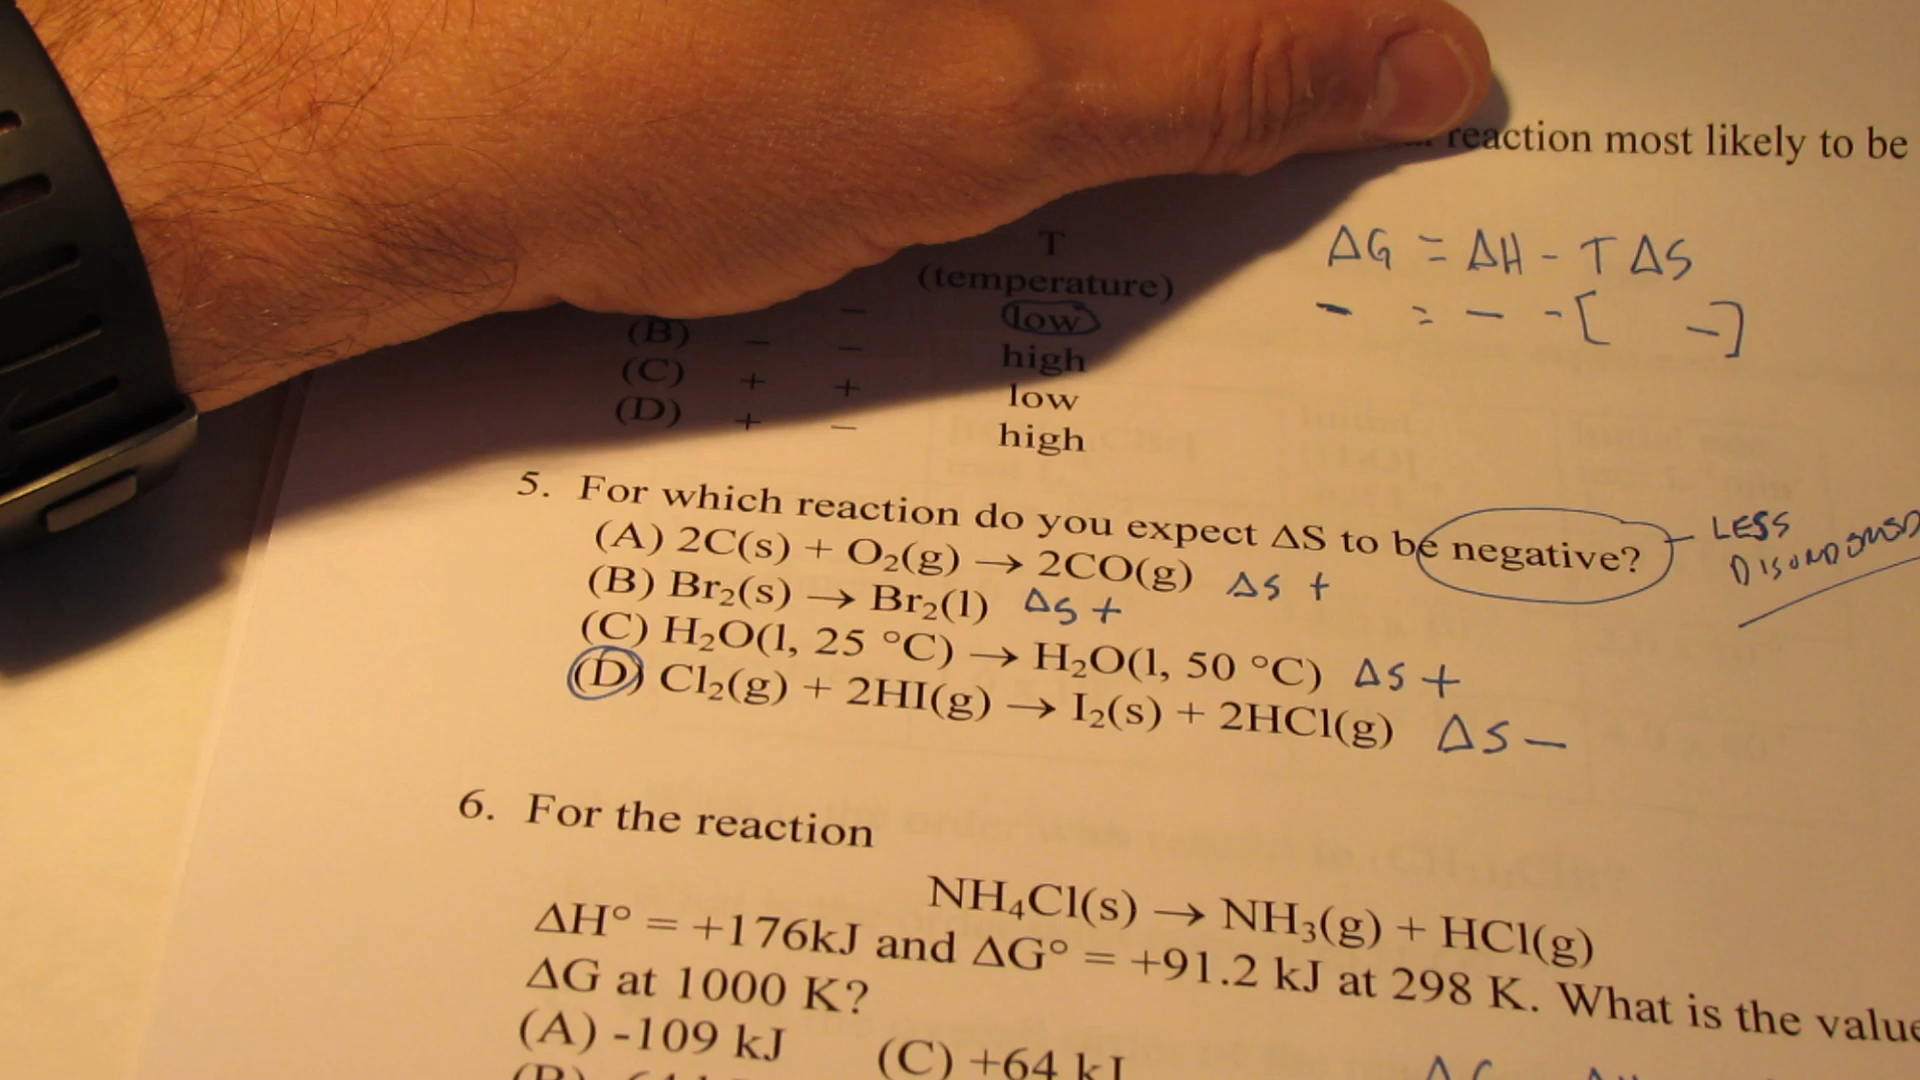 reaction most likely to be
T
(temperature)
ΔG = ΔH - TΔS
- = - -[ -]
− low
(B) − − high
(C) + + low
(D) + − high
5. For which reaction do you expect ΔS to be negative? - LESS DISORDERED
(A) 2C(s) + O₂(g) → 2CO(g) ΔS +
(B) Br₂(s) → Br₂(l) ΔS +
(C) H₂O(l, 25 °C) → H₂O(l, 50 °C) ΔS +
(D) Cl₂(g) + 2HI(g) → I₂(s) + 2HCl(g) ΔS −
6. For the reaction
NH₄Cl(s) → NH₃(g) + HCl(g)
ΔH° = +176kJ and ΔG° = +91.2 kJ at 298 K. What is the value
ΔG at 1000 K?
(A) -109 kJ (C) +64 kJ